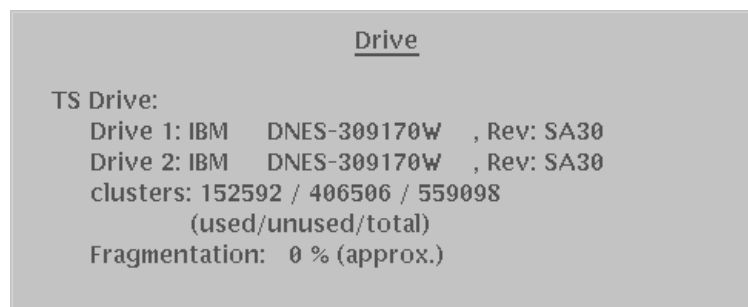 Drive
TS Drive:
Drive 1: IBM DNES-309170W , Rev: SA30
Drive 2: IBM DNES-309170W , Rev: SA30
clusters: 152592 / 406506 / 559098
(used/unused/total)
Fragmentation: 0 % (approx.)